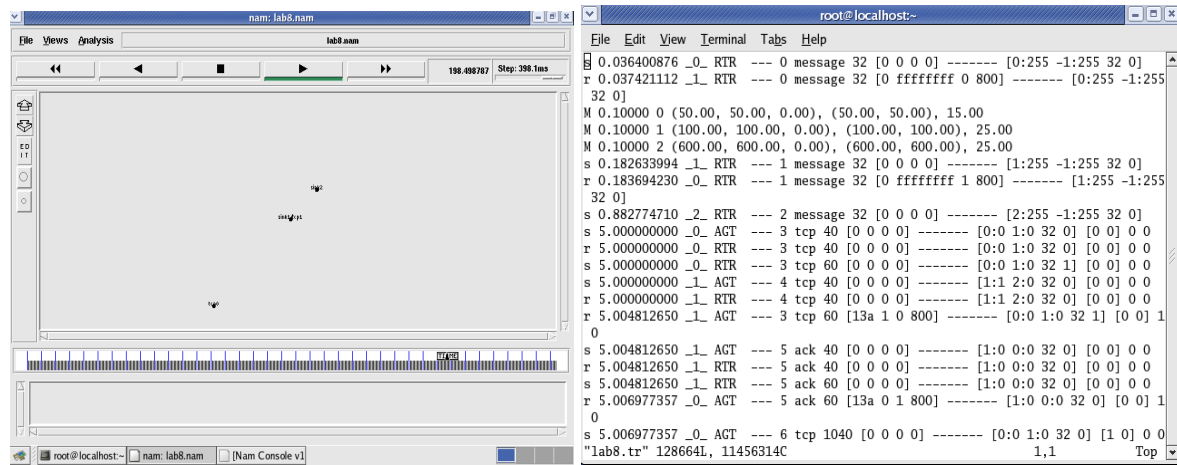 nam: lab8.nam
File Views Analysis
lab8.nam
198.498787
Step: 398.1ms
ED
IT
sink2
sink1/tcp1
TIME
root@localhost:~
nam: lab8.nam
[Nam Console v1
root@localhost:~
File Edit View Terminal Tabs Help
s 0.036400876 _0_ RTR --- 0 message 32 [0 0 0 0] ------- [0:255 -1:255 32 0]
r 0.037421112 _1_ RTR --- 0 message 32 [0 ffffffff 0 800] ------- [0:255 -1:255
32 0]
M 0.10000 0 (50.00, 50.00, 0.00), (50.00, 50.00), 15.00
M 0.10000 1 (100.00, 100.00, 0.00), (100.00, 100.00), 25.00
M 0.10000 2 (600.00, 600.00, 0.00), (600.00, 600.00), 25.00
s 0.182633994 _1_ RTR --- 1 message 32 [0 0 0 0] ------- [1:255 -1:255 32 0]
r 0.183694230 _0_ RTR --- 1 message 32 [0 ffffffff 1 800] ------- [1:255 -1:255
32 0]
s 0.882774710 _2_ RTR --- 2 message 32 [0 0 0 0] ------- [2:255 -1:255 32 0]
s 5.000000000 _0_ AGT --- 3 tcp 40 [0 0 0 0] ------- [0:0 1:0 32 0] [0 0] 0 0
r 5.000000000 _0_ RTR --- 3 tcp 40 [0 0 0 0] ------- [0:0 1:0 32 0] [0 0] 0 0
s 5.000000000 _0_ RTR --- 3 tcp 60 [0 0 0 0] ------- [0:0 1:0 32 1] [0 0] 0 0
s 5.000000000 _1_ AGT --- 4 tcp 40 [0 0 0 0] ------- [1:1 2:0 32 0] [0 0] 0 0
r 5.000000000 _1_ RTR --- 4 tcp 40 [0 0 0 0] ------- [1:1 2:0 32 0] [0 0] 0 0
r 5.004812650 _1_ AGT --- 3 tcp 60 [13a 1 0 800] ------- [0:0 1:0 32 1] [0 0] 1
0
s 5.004812650 _1_ AGT --- 5 ack 40 [0 0 0 0] ------- [1:0 0:0 32 0] [0 0] 0 0
r 5.004812650 _1_ RTR --- 5 ack 40 [0 0 0 0] ------- [1:0 0:0 32 0] [0 0] 0 0
s 5.004812650 _1_ RTR --- 5 ack 60 [0 0 0 0] ------- [1:0 0:0 32 0] [0 0] 0 0
r 5.006977357 _0_ AGT --- 5 ack 60 [13a 0 1 800] ------- [1:0 0:0 32 0] [0 0] 1
0
s 5.006977357 _0_ AGT --- 6 tcp 1040 [0 0 0 0] ------- [0:0 1:0 32 0] [1 0] 0 0
"lab8.tr" 128664L, 11456314C 1,1 Top